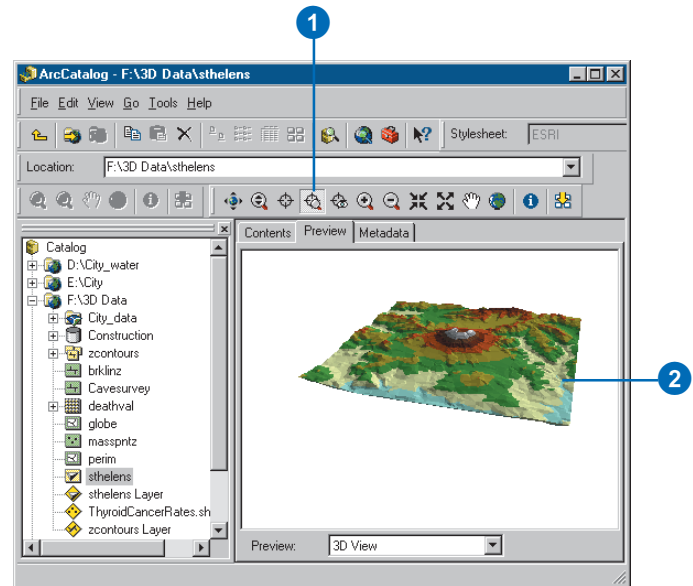 1
ArcCatalog - F:\3D Data\sthelens
File Edit View Go Tools Help
Stylesheet: ESRI
Location: F:\3D Data\sthelens
Contents Preview Metadata
Catalog
D:\City_water
E:\City
F:\3D Data
City_data
Construction
zcontours
brklinz
Cavesurvey
deathval
globe
masspntz
perim
sthelens
sthelens Layer
ThyroidCancerRates.sh
zcontours Layer
2
Preview: 3D View